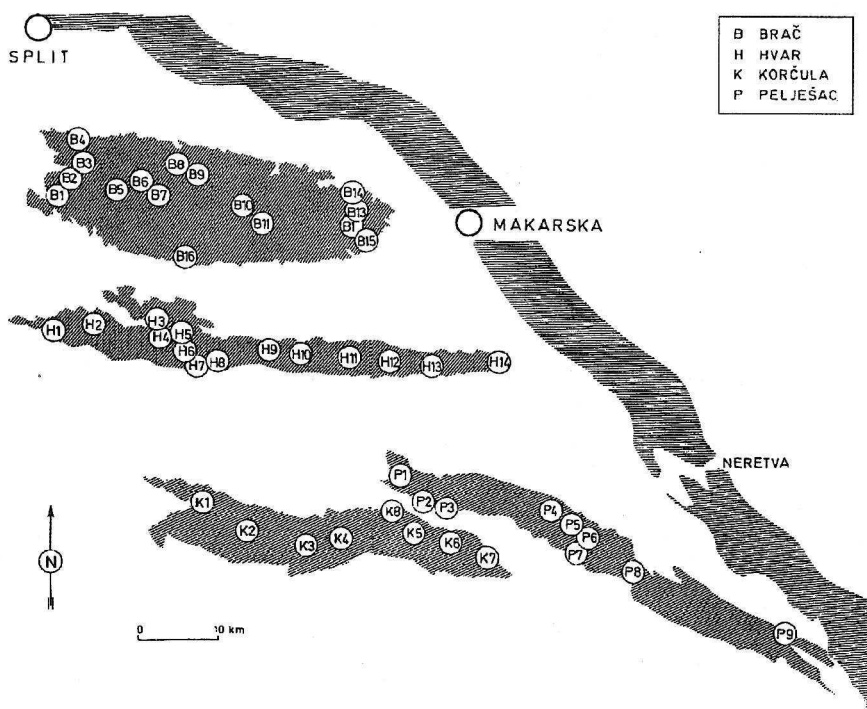 SPLIT
B BRAČ
H HVAR
K KORČULA
P PELJEŠAC
B4
B3
B2
B1
B5
B6
B7
B8
B9
B10
B11
B14
B13
B1
B15
B16
MAKARSKA
H1
H2
H3
H4
H5
H6
H7
H8
H9
H10
H11
H12
H13
H14
NERETVA
P1
P2
P3
P4
P5
P6
P7
P8
P9
K1
K2
K3
K4
K8
K5
K6
K7
N
0 10 km